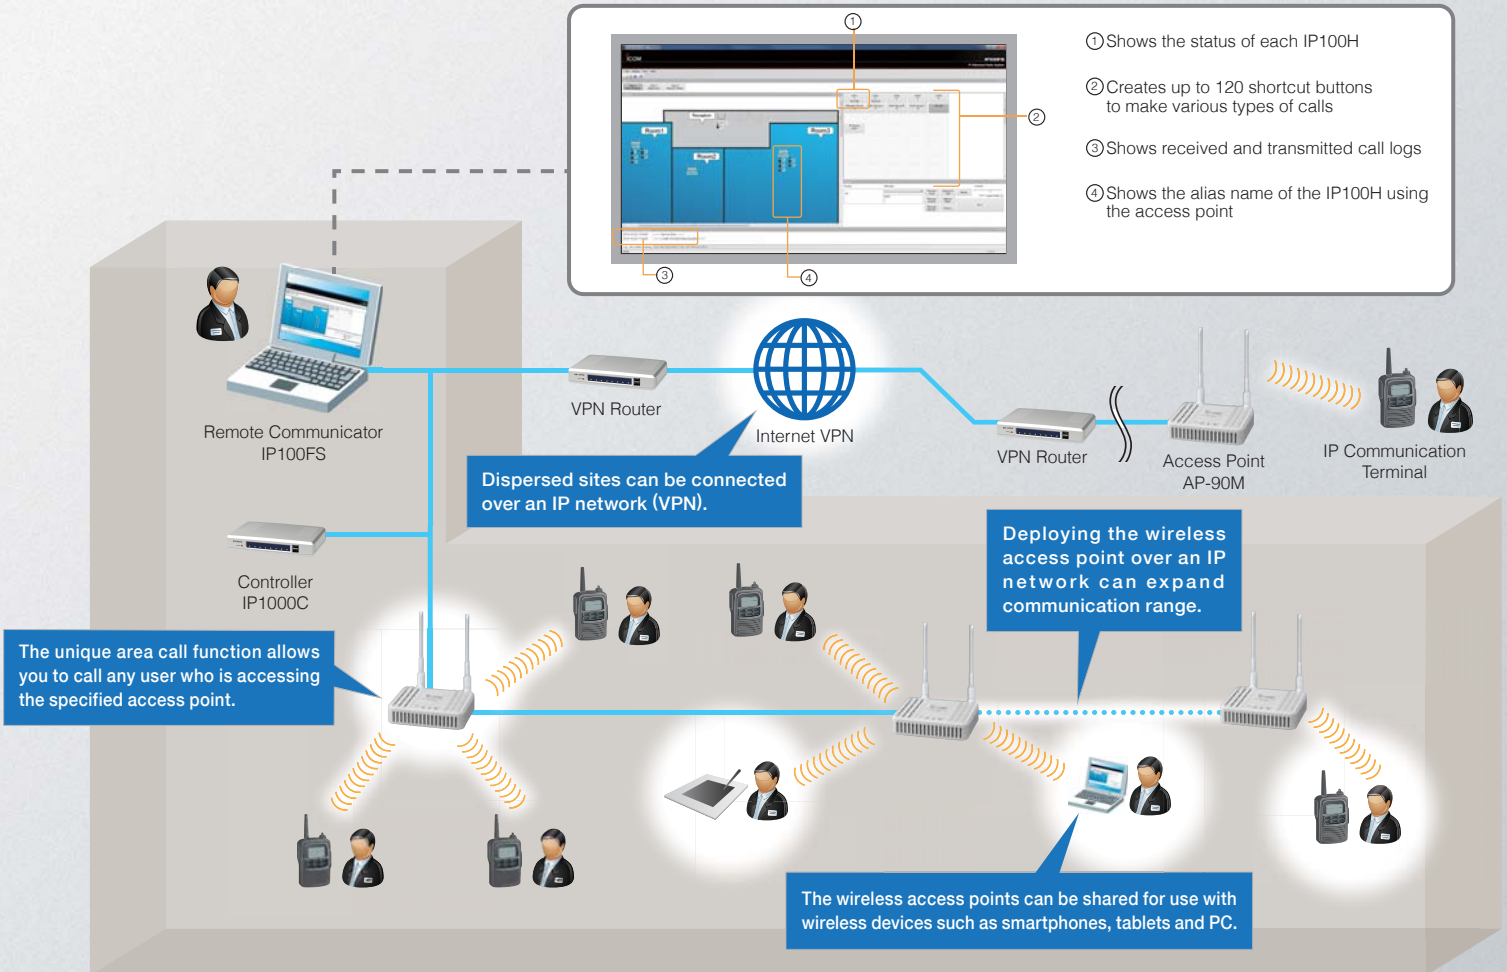 ①Shows the status of each IP100H
②Creates up to 120 shortcut buttons
to make various types of calls
③Shows received and transmitted call logs
④Shows the alias name of the IP100H using
the access point
①
②
③
④
ICOM
Reception
Room1
Room2
Room3
Remote Communicator
IP100FS
VPN Router
Internet VPN
VPN Router
Access Point
AP-90M
IP Communication
Terminal
Dispersed sites can be connected
over an IP network (VPN).
Controller
IP1000C
Deploying the wireless
access point over an IP
network can expand
communication range.
The unique area call function allows
you to call any user who is accessing
the specified access point.
The wireless access points can be shared for use with
wireless devices such as smartphones, tablets and PC.